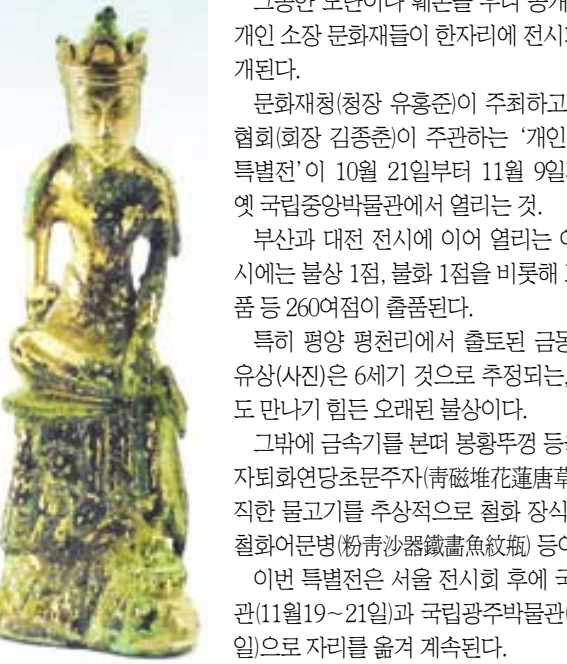 개인 소장 문화재들이 한자리에 전시
개된다.
문화재청(청장 유홍준)이 주최하고
협회(회장 김종춘)이 주관하는 ‘개인
특별전’이 10월 21일부터 11월 9일
옛 국립중앙박물관에서 열리는 것.
부산과 대전 전시에 이어 열리는
시에는 불상 1점, 불화 1점을 비롯해
품 등 260여점이 출품된다.
특히 평양 평천리에서 출토된 금동
유상(사진)은 6세기 것으로 추정되는,
도 만나기 힘든 오래된 불상이다.
그밖에 금속기를 본떠 봉황뚜껑 등
자퇴화연당초문주자(靑磁堆花蓮唐草
직한 물고기를 추상적으로 철화 장식
철화어문병(粉靑沙器鐵畵魚紋甁) 등
이번 특별전은 서울 전시회 후에 국
관(11월19~21일)과 국립광주박물관(
일)으로 자리를 옮겨 계속된다.